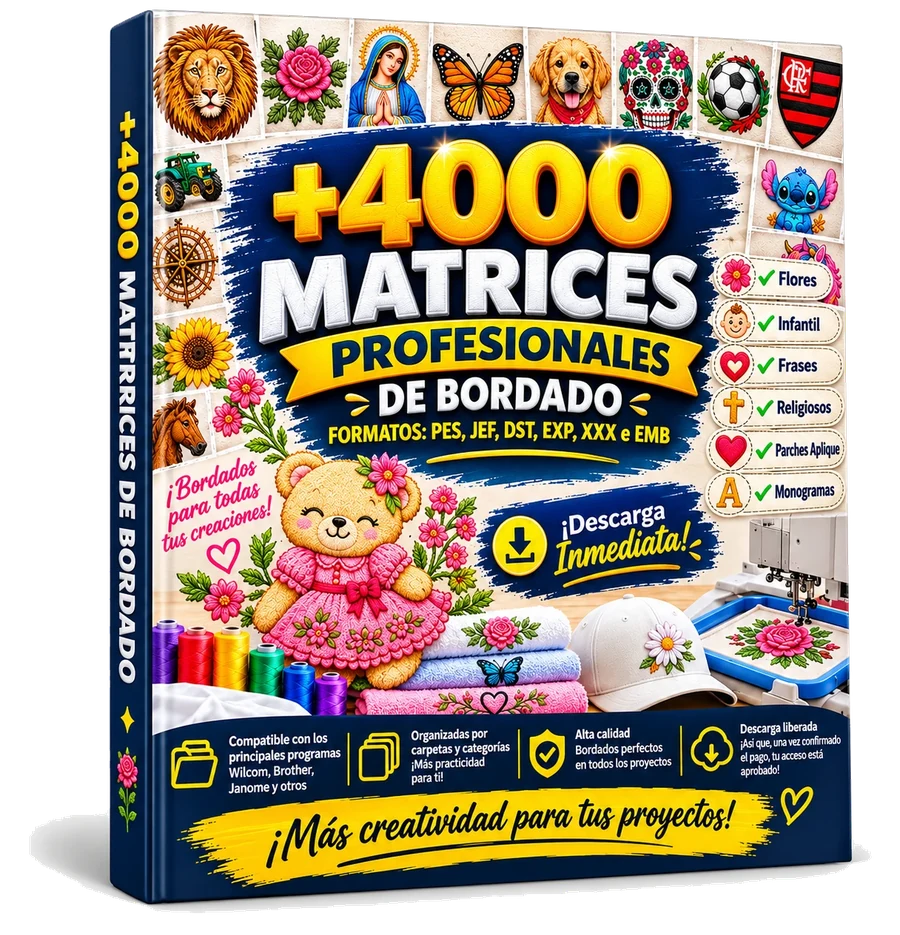 +4000 MATRRICES DE BORDADO
CRF
+4000
MATRICES
PROFESIONALES
DE BORDADO
FORMATOS: PES, JEF, DST, EXP, XXX e EMB
Flores
Infantil
Frases
Religiosos
Parches Aplique
A
Monogramas
¡Bordados
para todas
tus creaciones!
¡Descarga
Inmediata!
Compatible con los
principales programas
Wilcom, Brother,
Janome y otros
Organizadas por
carpetas y categorías
¡Más practicidad
para ti!
Alta calidad
Bordados perfectos
en todos los proyectos
Descarga liberada
¡Asi que, una vez confirmado
el pago, tu acceso está
aprobado!
¡Más creatividad para tus proyectos!